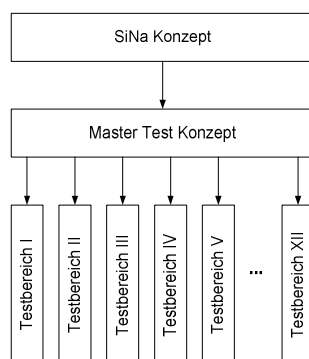 SiNa Konzept
Master Test Konzept
Testbereich I
Testbereich II
Testbereich III
Testbereich IV
Testbereich V
...
Testbereich XII